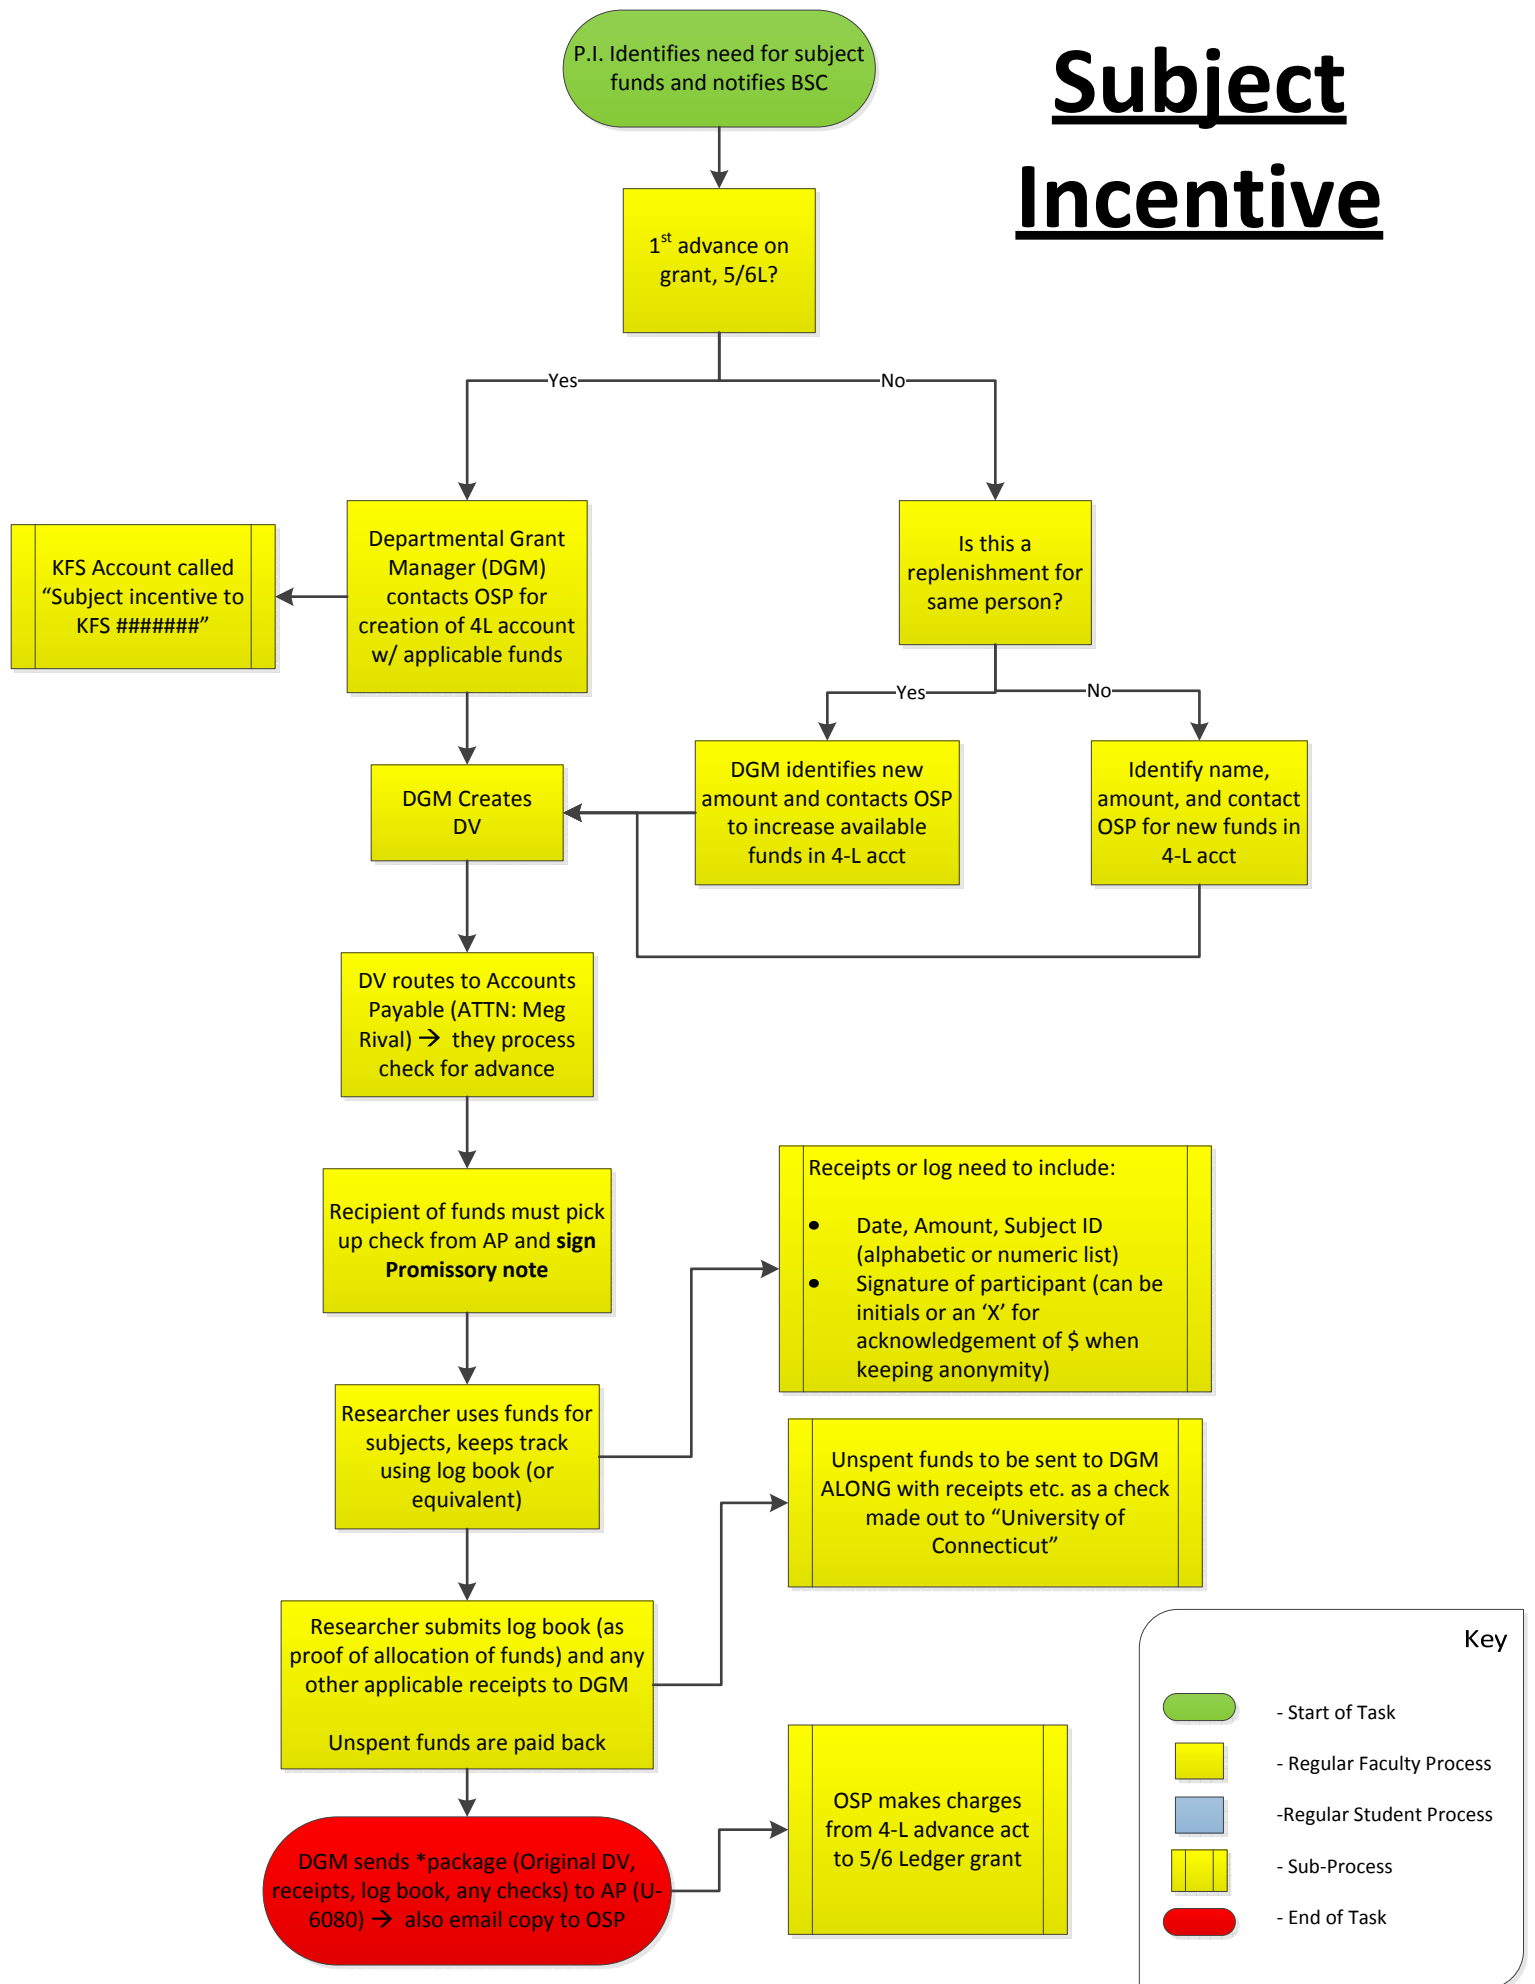 Subject
Incentive
P.I. Identifies need for subject
funds and notifies BSC
1st advance on
grant, 5/6L?
Yes
No
KFS Account called
“Subject incentive to
KFS #######”
Departmental Grant
Manager (DGM)
contacts OSP for
creation of 4L account
w/ applicable funds
Is this a
replenishment for
same person?
Yes
No
DGM Creates
DV
DGM identifies new
amount and contacts OSP
to increase available
funds in 4-L acct
Identify name,
amount, and contact
OSP for new funds in
4-L acct
DV routes to Accounts
Payable (ATTN: Meg
Rival) → they process
check for advance
Recipient of funds must pick
up check from AP and sign
Promissory note
Receipts or log need to include:
• Date, Amount, Subject ID
(alphabetic or numeric list)
• Signature of participant (can be
initials or an ‘X’ for
acknowledgement of $ when
keeping anonymity)
Researcher uses funds for
subjects, keeps track
using log book (or
equivalent)
Unspent funds to be sent to DGM
ALONG with receipts etc. as a check
made out to “University of
Connecticut”
Researcher submits log book (as
proof of allocation of funds) and any
other applicable receipts to DGM
Unspent funds are paid back
OSP makes charges
from 4-L advance act
to 5/6 Ledger grant
DGM sends *package (Original DV,
receipts, log book, any checks) to AP (U-
6080) → also email copy to OSP
Key
- Start of Task
- Regular Faculty Process
-Regular Student Process
- Sub-Process
- End of Task